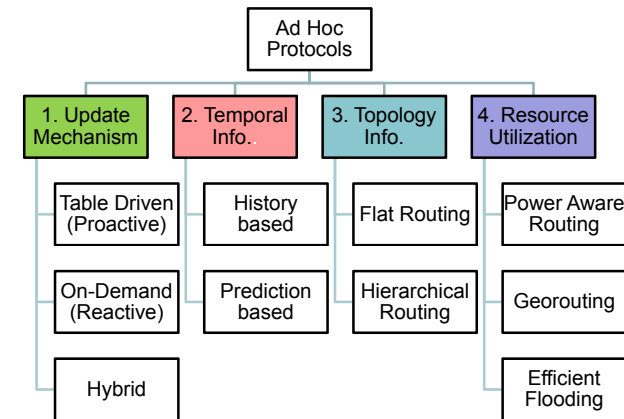 Ad Hoc
Protocols
1. Update
Mechanism
2. Temporal
Info..
3. Topology
Info.
4. Resource
Utilization
Table Driven
(Proactive)
On-Demand
(Reactive)
Hybrid
History
based
Prediction
based
Flat Routing
Hierarchical
Routing
Power Aware
Routing
Georouting
Efficient
Flooding